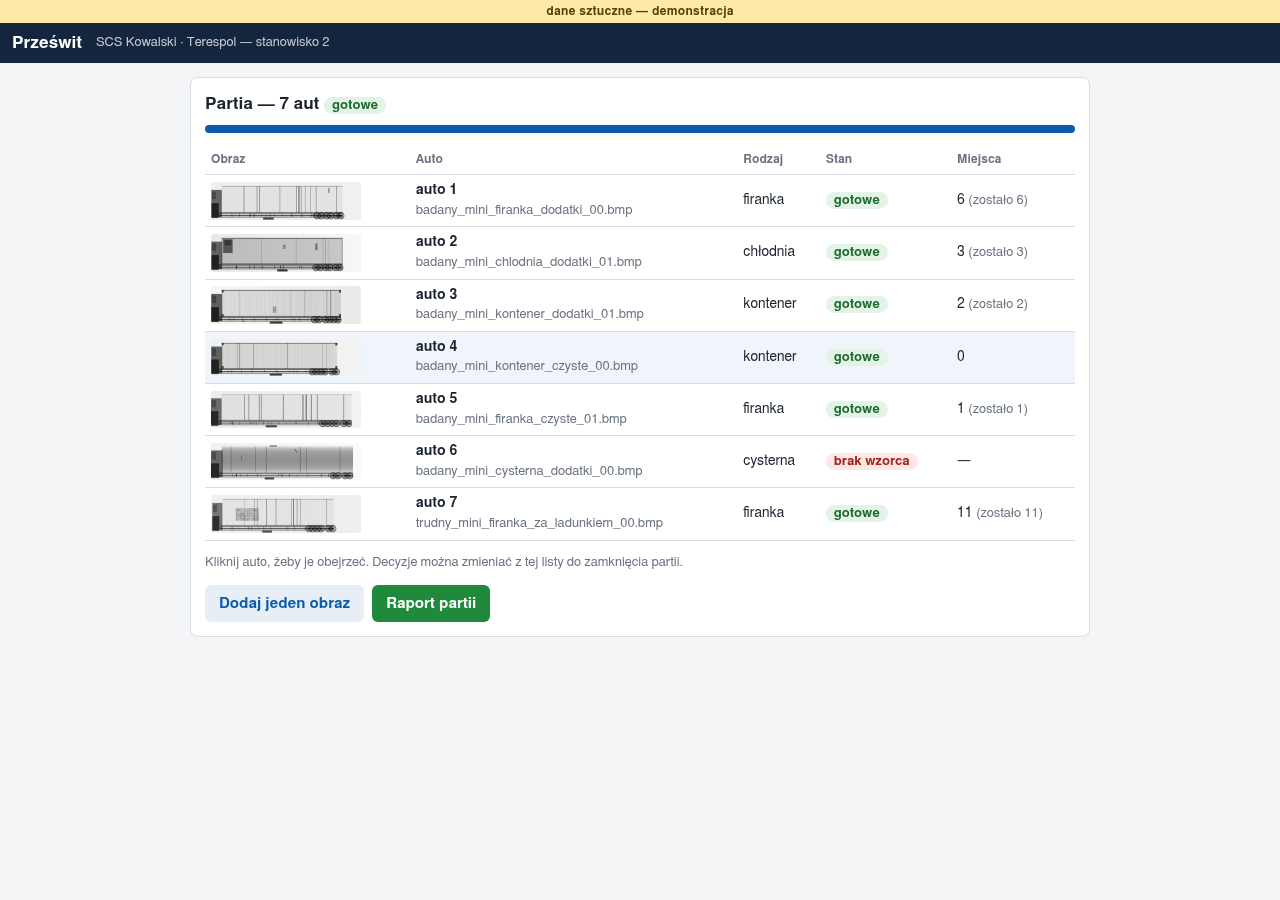 dane sztuczne — demonstracja
Prześwit SCS Kowalski · Terespol — stanowisko 2
Partia — 7 aut gotowe
Obraz Auto Rodzaj Stan Miejsca
auto 1
badany_mini_firanka_dodatki_00.bmp
firanka gotowe 6 (zostało 6)
auto 2
badany_mini_chlodnia_dodatki_01.bmp
chłodnia gotowe 3 (zostało 3)
auto 3
badany_mini_kontener_dodatki_01.bmp
kontener gotowe 2 (zostało 2)
auto 4
badany_mini_kontener_czyste_00.bmp
kontener gotowe 0
auto 5
badany_mini_firanka_czyste_01.bmp
firanka gotowe 1 (zostało 1)
auto 6
badany_mini_cysterna_dodatki_00.bmp
cysterna brak wzorca —
auto 7
trudny_mini_firanka_za_ladunkiem_00.bmp
firanka gotowe 11 (zostało 11)
Kliknij auto, żeby je obejrzeć. Decyzje można zmieniać z tej listy do zamknięcia partii.
Dodaj jeden obraz Raport partii